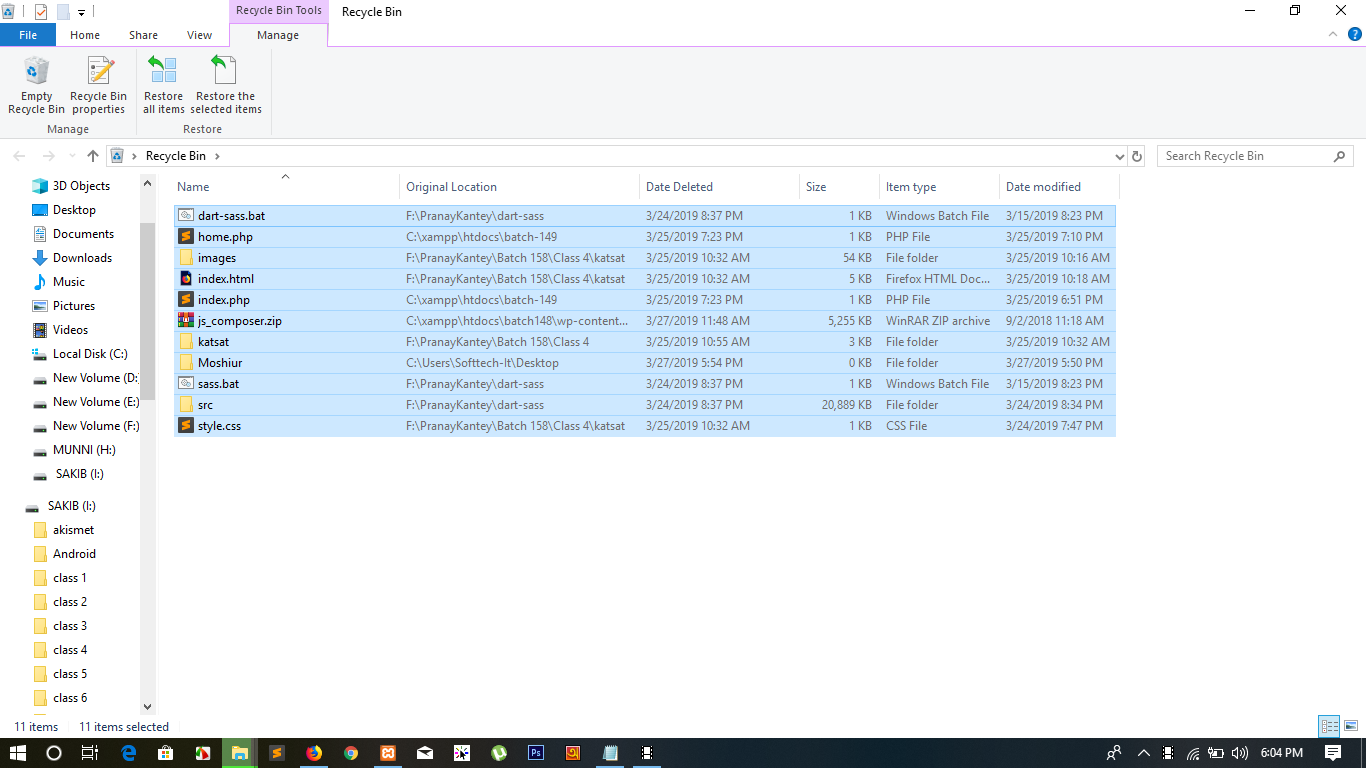 Recycle Bin Tools Recycle Bin
File Home Share View Manage
Empty Recycle Bin
Recycle Bin properties
Restore all items
Restore the selected items
Manage Restore
Recycle Bin
Search Recycle Bin
3D Objects
Desktop
Documents
Downloads
Music
Pictures
Videos
Local Disk (C:)
New Volume (D:
New Volume (E:)
New Volume (F:)
MUNNI (H:)
SAKIB (I:)
SAKIB (I:)
akismet
Android
class 1
class 2
class 3
class 4
class 5
class 6
Name Original Location Date Deleted Size Item type Date modified
dart-sass.bat F:\PranayKantey\dart-sass 3/24/2019 8:37 PM 1 KB Windows Batch File 3/15/2019 8:23 PM
home.php C:\xampp\htdocs\batch-149 3/25/2019 7:23 PM 1 KB PHP File 3/25/2019 7:10 PM
images F:\PranayKantey\Batch 158\Class 4\katsat 3/25/2019 10:32 AM 54 KB File folder 3/25/2019 10:16 AM
index.html F:\PranayKantey\Batch 158\Class 4\katsat 3/25/2019 10:32 AM 5 KB Firefox HTML Doc... 3/25/2019 10:18 AM
index.php C:\xampp\htdocs\batch-149 3/25/2019 7:23 PM 1 KB PHP File 3/25/2019 6:51 PM
js_composer.zip C:\xampp\htdocs\batch148\wp-content... 3/27/2019 11:48 AM 5,255 KB WinRAR ZIP archive 9/2/2018 11:18 AM
katsat F:\PranayKantey\Batch 158\Class 4 3/25/2019 10:55 AM 3 KB File folder 3/25/2019 10:32 AM
Moshiur C:\Users\Softtech-It\Desktop 3/27/2019 5:54 PM 0 KB File folder 3/27/2019 5:50 PM
sass.bat F:\PranayKantey\dart-sass 3/24/2019 8:37 PM 1 KB Windows Batch File 3/15/2019 8:23 PM
src F:\PranayKantey\dart-sass 3/24/2019 8:37 PM 20,889 KB File folder 3/24/2019 8:34 PM
style.css F:\PranayKantey\Batch 158\Class 4\katsat 3/25/2019 10:32 AM 1 KB CSS File 3/24/2019 7:47 PM
11 items 11 items selected
6:04 PM